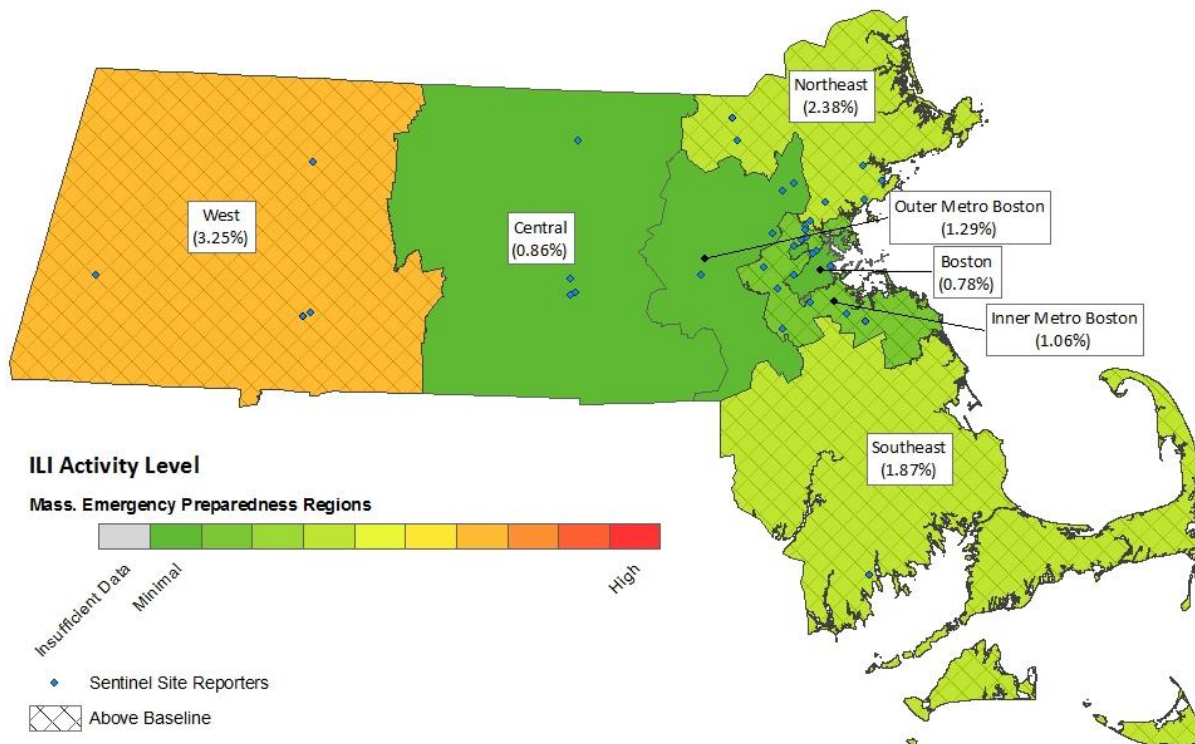 Northeast
(2.38%)
West
(3.25%)
Central
(0.86%)
Outer Metro Boston
(1.29%)
Boston
(0.78%)
Inner Metro Boston
(1.06%)
Southeast
(1.87%)
ILI Activity Level
Mass. Emergency Preparedness Regions
Insufficient Data
Minimal
High
Sentinel Site Reporters
Above Baseline